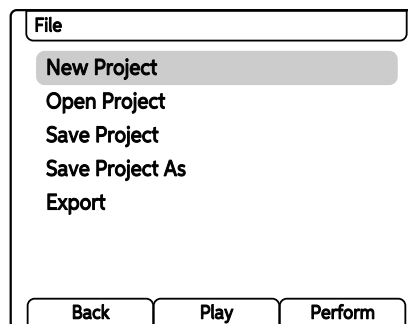 File
New Project
Open Project
Save Project
Save Project As
Export
Back Play Perform